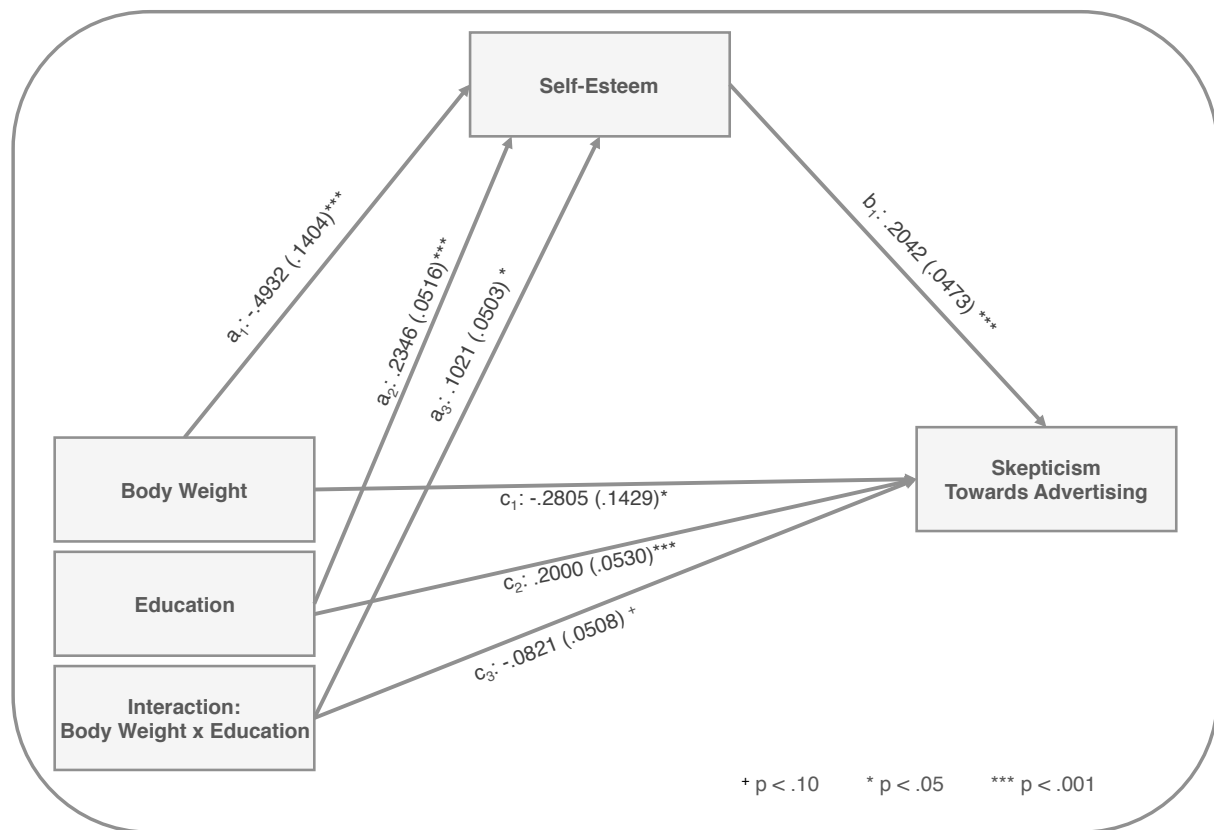 Self-Esteem
a₁: -.4932 (.1404)***
a₂: .2346 (.0516)***
a₃: .1021 (.0503) *
b₁: .2042 (.0473) ***
Body Weight
Skepticism
Towards Advertising
c₁: -.2805 (.1429)*
c₂: .2000 (.0530)***
Education
c₃: -.0821 (.0508) +
Interaction:
Body Weight x Education
+ p < .10 * p < .05 *** p < .001